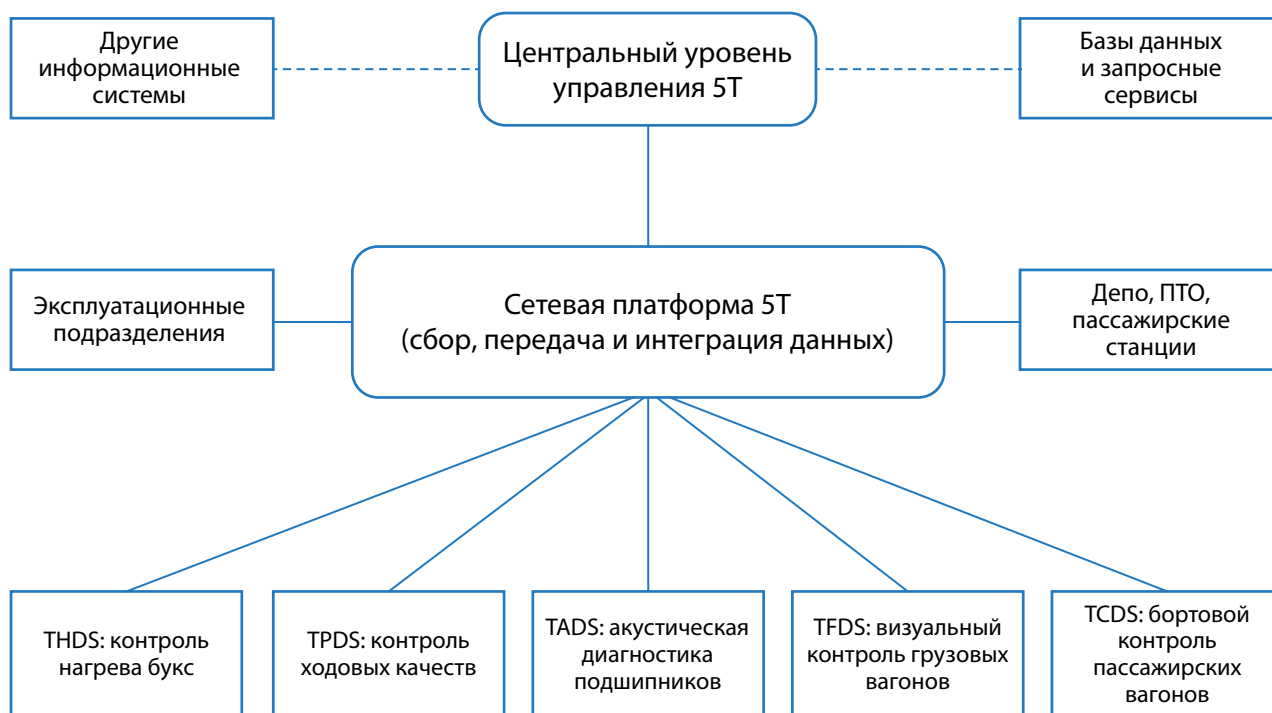 Другие
информационные
системы
Центральный уровень
управления 5Т
Базы данных
и запросные
сервисы
Эксплуатационные
подразделения
Сетевая платформа 5Т
(сбор, передача и интеграция данных)
Депо, ПТО,
пассажирские
станции
THDS: контроль
нагрева букс
TPDS: контроль
ходовых качеств
TADS: акустическая
диагностика
подшипников
TFDS: визуальный
контроль грузовых
вагонов
TCDS: бортовой
контроль
пассажирских
вагонов